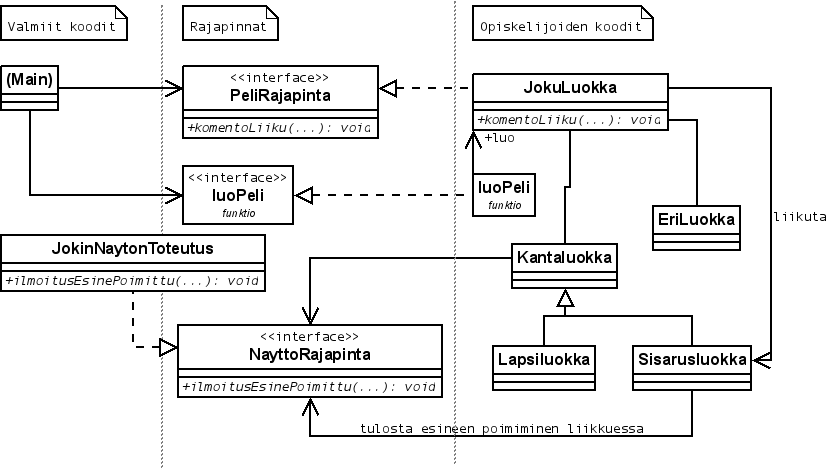 Valmiit koodit
Rajapinnat
Opiskelijoiden koodit
(Main)
<<interface>>
PeliRajapinta
+komentoLiiku(...): void
JokuLuokka
+komentoLiiku(...): void
+luo
<<interface>>
luoPeli
funktio
luoPeli
funktio
EriLuokka
liikuta
JokinNaytonToteutus
+ilmoitusEsinePoimittu(...): void
Kantaluokka
<<interface>>
NayttoRajapinta
+ilmoitusEsinePoimittu(...): void
Lapsiluokka
Sisarusluokka
tulosta esineen poimiminen liikkuessa